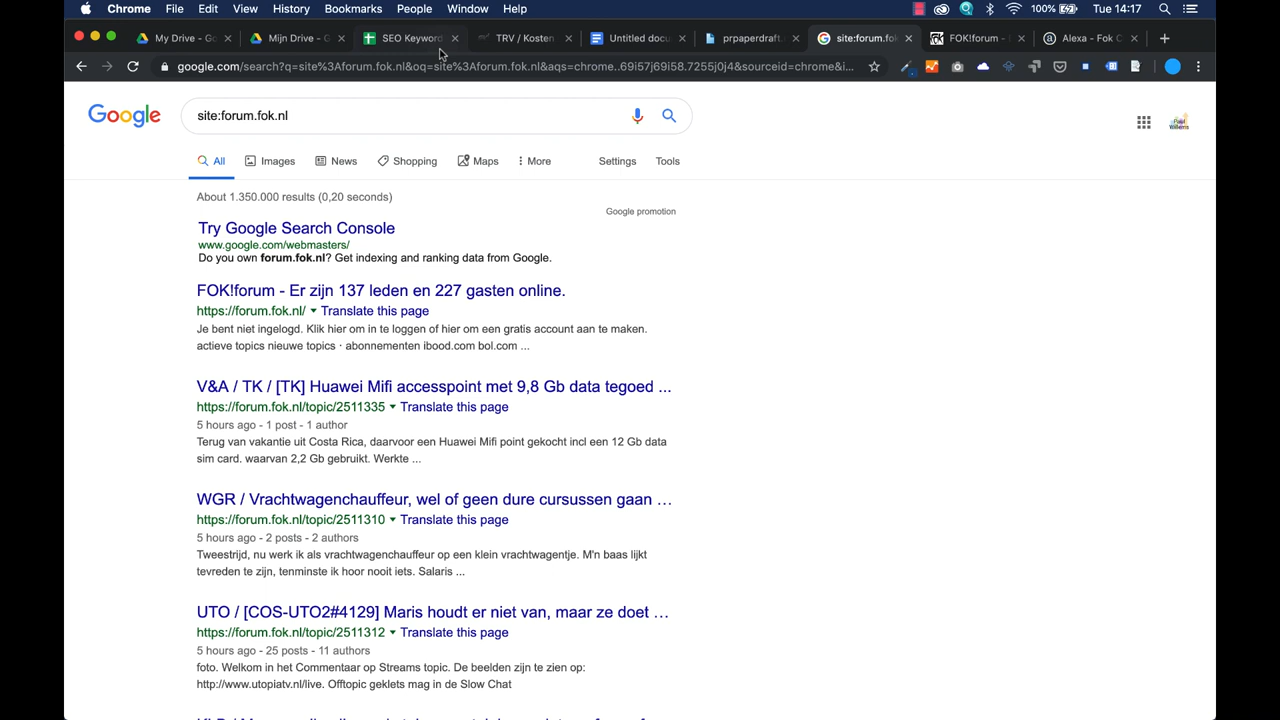 Chrome File Edit View History Bookmarks People Window Help 100% Tue 14:17
My Drive - Go Mijn Drive - G SEO Keyword TRV / Kosten Untitled docu prpaperdraft. site:forum.fok FOK!forum - Alexa - Fok C
google.com/search?q=site%3Aforum.fok.nl&oq=site%3Aforum.fok.nl&aqs=chrome..69i57j69i58.7255j0j4&sourceid=chrome&i...
Google site:forum.fok.nl
All Images News Shopping Maps More Settings Tools
About 1.350.000 results (0,20 seconds)
Google promotion
Try Google Search Console
www.google.com/webmasters/
Do you own forum.fok.nl? Get indexing and ranking data from Google.
FOK!forum - Er zijn 137 leden en 227 gasten online.
https://forum.fok.nl/ Translate this page
Je bent niet ingelogd. Klik hier om in te loggen of hier om een gratis account aan te maken.
actieve topics nieuwe topics · abonnementen ibood.com bol.com ...
V&A / TK / [TK] Huawei Mifi accesspoint met 9,8 Gb data tegoed ...
https://forum.fok.nl/topic/2511335 Translate this page
5 hours ago - 1 post - 1 author
Terug van vakantie uit Costa Rica, daarvoor een Huawei Mifi point gekocht incl een 12 Gb data
sim card. waarvan 2,2 Gb gebruikt. Werkte ...
WGR / Vrachtwagenchauffeur, wel of geen dure cursussen gaan ...
https://forum.fok.nl/topic/2511310 Translate this page
5 hours ago - 2 posts - 2 authors
Tweestrijd, nu werk ik als vrachtwagenchauffeur op een klein vrachtwagentje. M'n baas lijkt
tevreden te zijn, tenminste ik hoor nooit iets. Salaris ...
UTO / [COS-UTO2#4129] Maris houdt er niet van, maar ze doet ...
https://forum.fok.nl/topic/2511312 Translate this page
5 hours ago - 25 posts - 11 authors
foto. Welkom in het Commentaar op Streams topic. De beelden zijn te zien op:
http://www.utopiatv.nl/live. Offtopic geklets mag in de Slow Chat